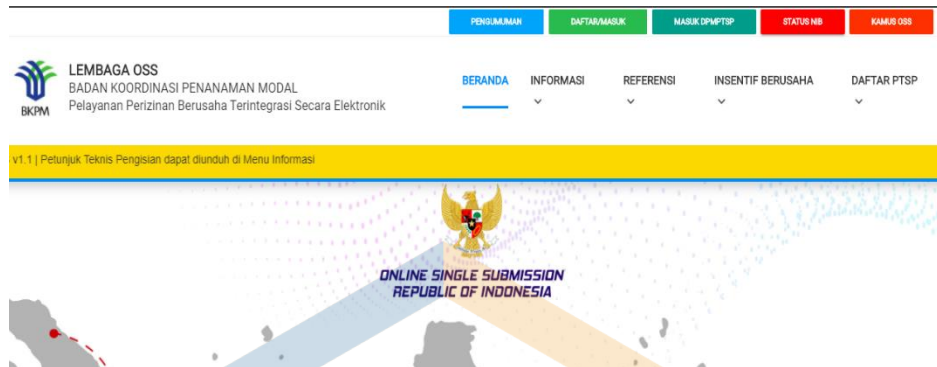 PENGUMUMAN
DAFTAR/MASUK
MASUK DPMPTSP
STATUS NIB
KAMUS OSS
LEMBAGA OSS
BADAN KOORDINASI PENANAMAN MODAL
Pelayanan Perizinan Berusaha Terintegrasi Secara Elektronik
BKPM
BERANDA
INFORMASI
REFERENSI
INSENTIF BERUSAHA
DAFTAR PTSP
v1.1 | Petunjuk Teknis Pengisian dapat diunduh di Menu Informasi
ONLINE SINGLE SUBMISSION
REPUBLIC OF INDONESIA